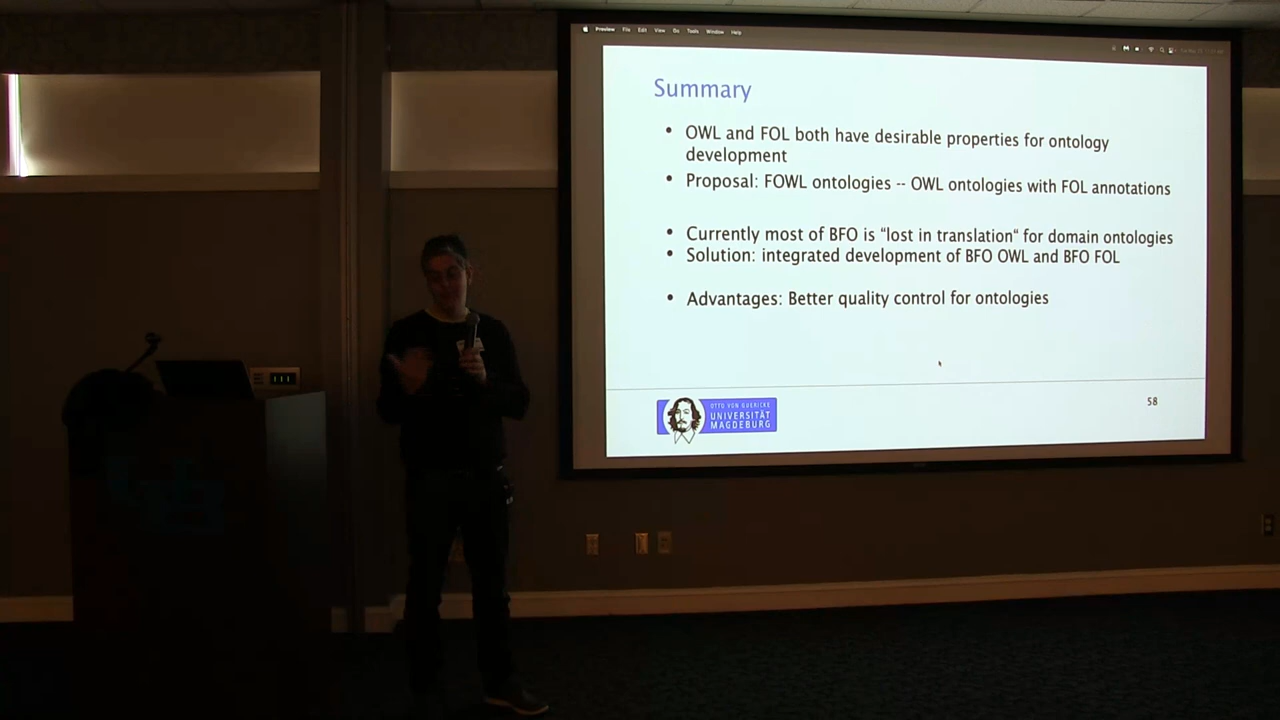 Preview File Edit View Go Tools Window Help
Summary
• OWL and FOL both have desirable properties for ontology
development
• Proposal: FOWL ontologies -- OWL ontologies with FOL annotations
• Currently most of BFO is "lost in translation" for domain ontologies
• Solution: integrated development of BFO OWL and BFO FOL
• Advantages: Better quality control for ontologies
OTTO VON GUERICKE
UNIVERSITÄT
MAGDEBURG
58